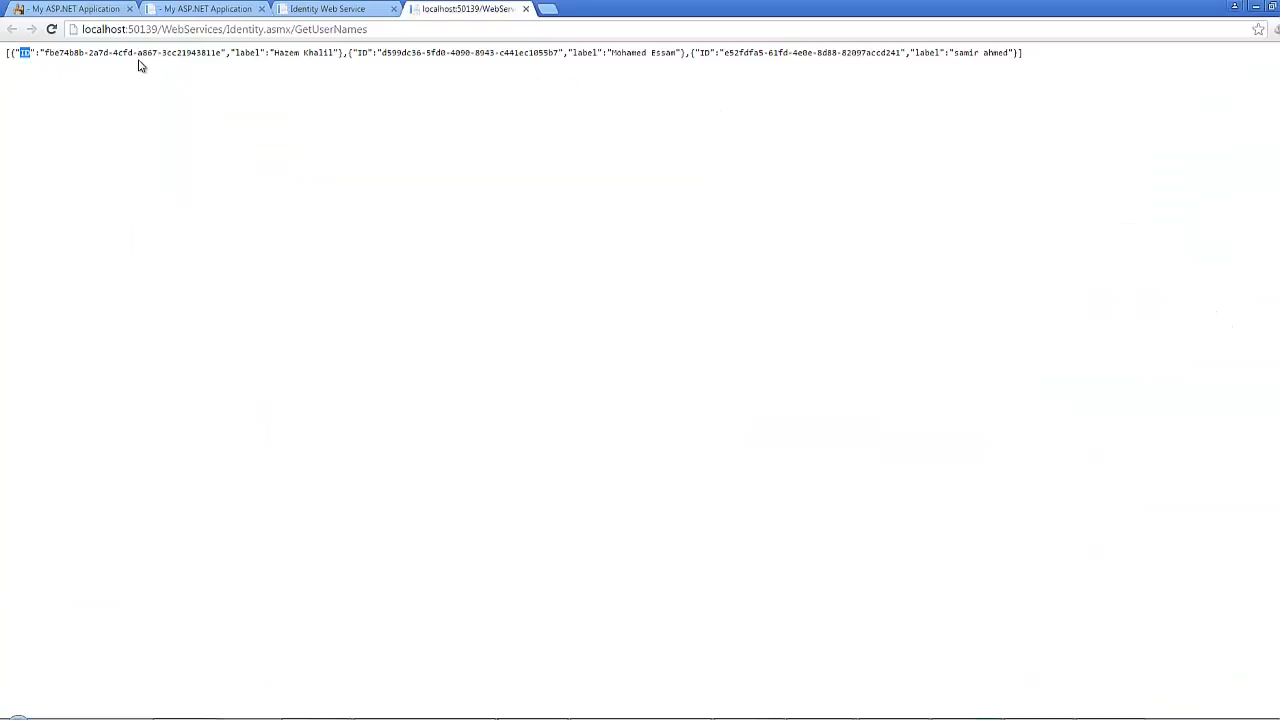 - My ASP.NET Application
- My ASP.NET Application
Identity Web Service
localhost:50139/WebServi
localhost:50139/WebServices/Identity.asmx/GetUserNames
[{"ID":"fbe74b8b-2a7d-4cfd-a867-3cc21943811e","label":"Hazem Khalil"},{"ID":"d599dc36-5fd0-4090-8943-c441ec1055b7","label":"Mohamed Essam"},{"ID":"e52fdfa5-61fd-4e0e-8d88-82097accd241","label":"samir ahmed"}]